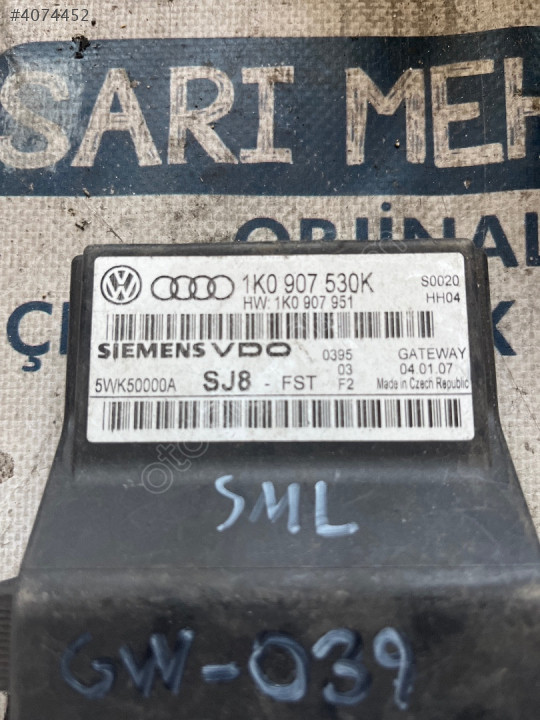 #4074452
SARI MEH
ORJİNAL
1K0 907 530K
S0020
HW: 1K0 907 951
HH04
SIEMENS VDO
0395
GATEWAY
03
04.01.07
5WK50000A
SJ8 - FST
F2
Made in Czech Republic
SML
GW-039